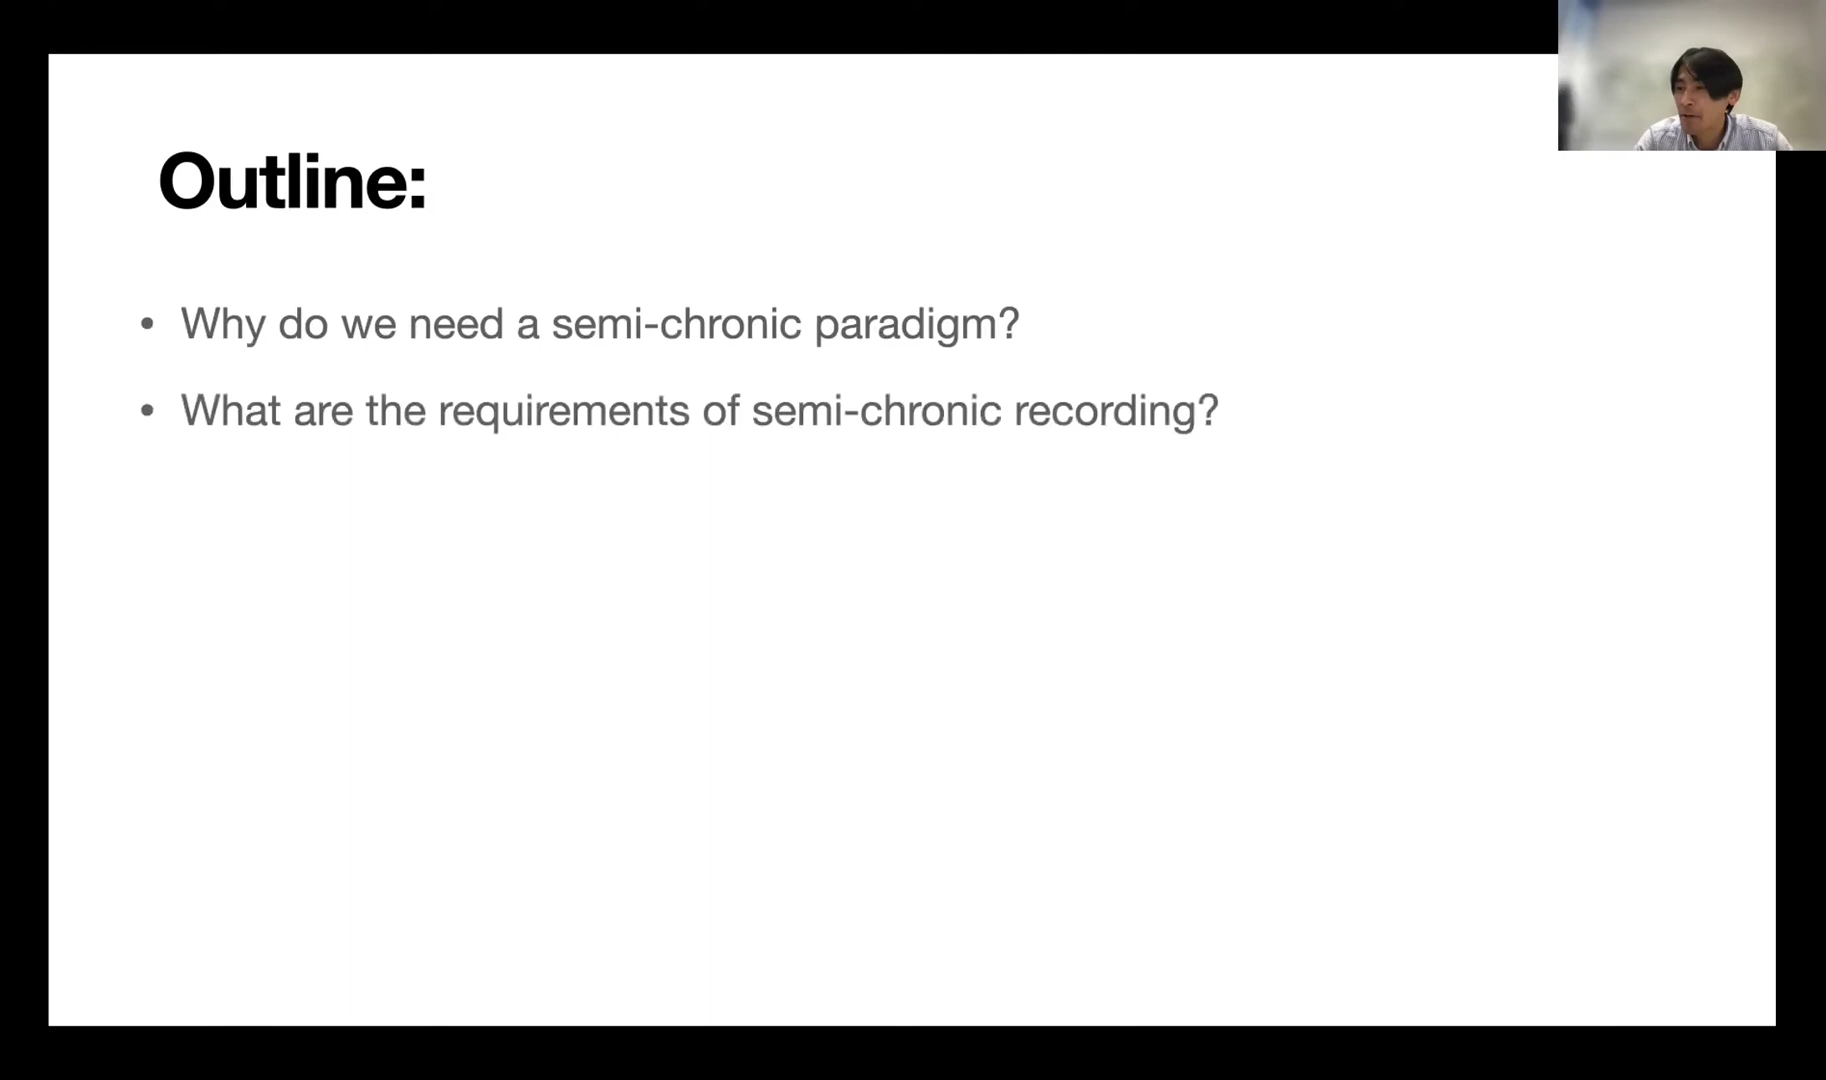 Outline:
• Why do we need a semi-chronic paradigm?
• What are the requirements of semi-chronic recording?